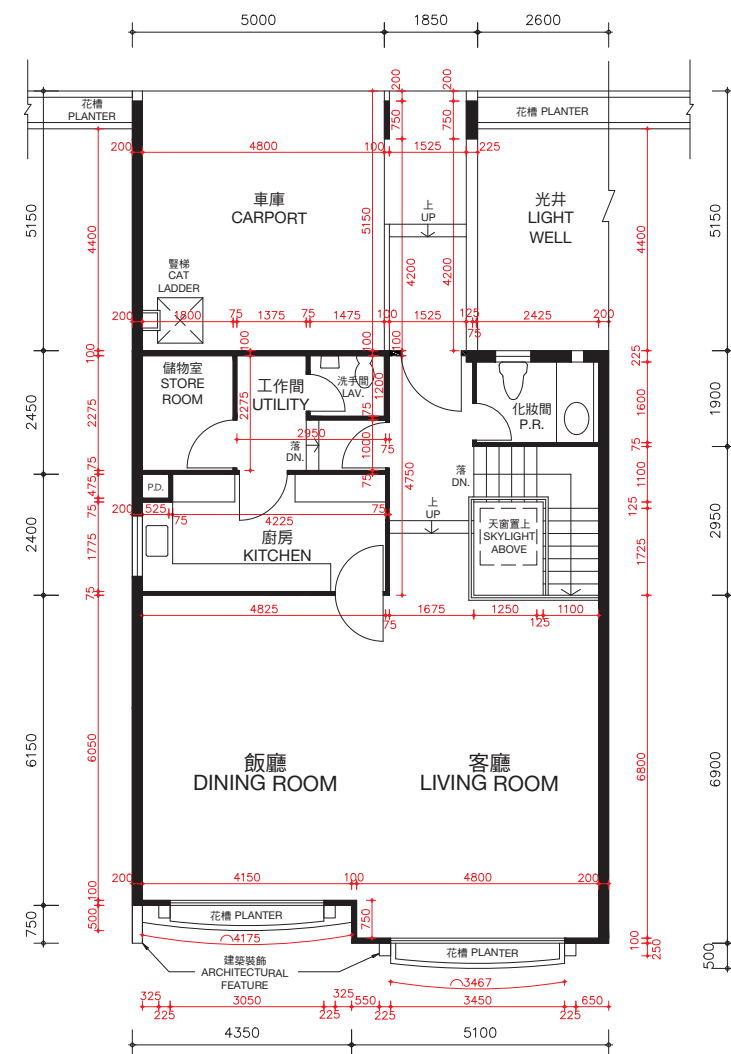 5000 1850 2600
200 200
花槽
PLANTER
花槽 PLANTER
750 750
200 4800 100 1525 225
車庫
CARPORT
上
UP
光井
LIGHT
WELL
5150 4400 5150 4200 4200 4400 5150
豎梯
CAT
LADDER
200 1800 75 1375 75 1475 100 1525 125 75 2425 200
100 100 100 225
儲物室
STORE
ROOM
工作間
UTILITY
洗手間
LAV.
化妝間
P.R.
2450 2275 2275 1200 1600 1900
75 75
2950 75
落
DN.
1000
75 75
落
DN.
4750
1100
P.D.
475
200 525 75 4225 75
75 125
上
UP
天窗置上
SKYLIGHT
ABOVE
廚房
KITCHEN
2400 1775 1725 2950
75
4825 75 1675 1250 125 1100
飯廳
DINING ROOM
客廳
LIVING ROOM
6150 6050 6800 6900
200 4150 100 4800 200
100
花槽 PLANTER
750 500 750
4175
花槽 PLANTER
100 250 500
建築裝飾
ARCHITECTURAL
FEATURE
3467
325 225 3050 225 325 550 225 3450 225 650
4350 5100